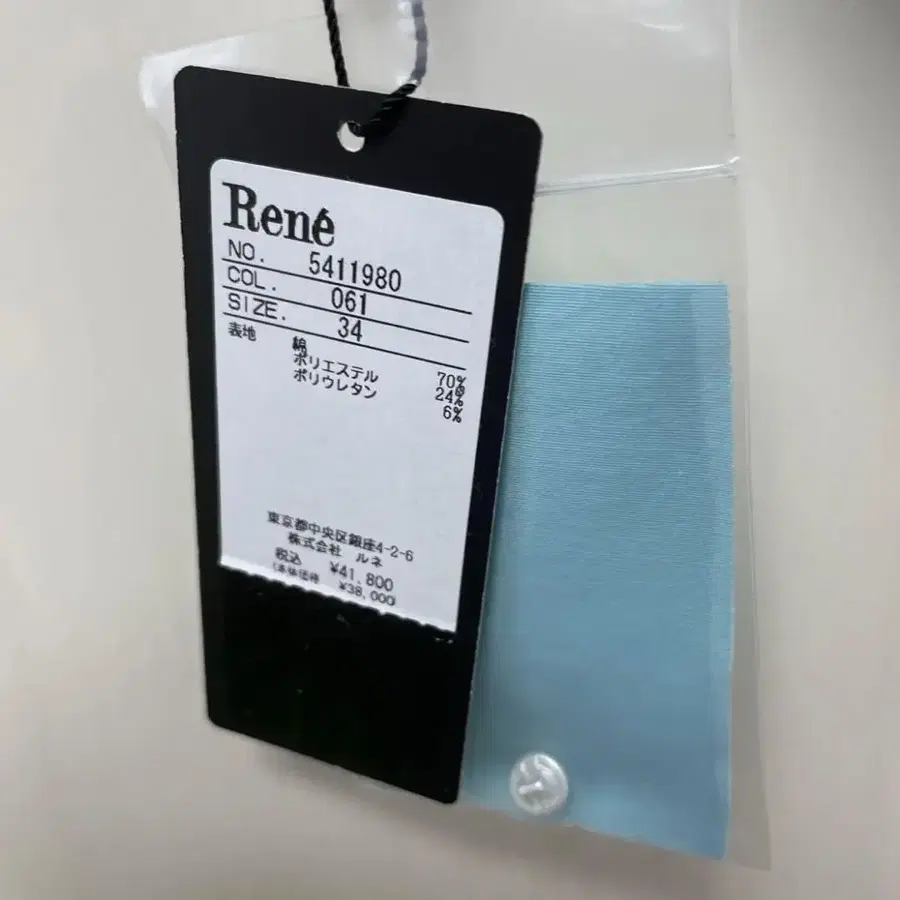 René
NO. 5411980
COL. 061
SIZE. 34
表地 綿 70%
ポリエステル 24%
ポリウレタン 6%
東京都中央区銀座4-2-6
株式会社 ルネ
税込 ¥41,800
(本体価格 ¥38,000)